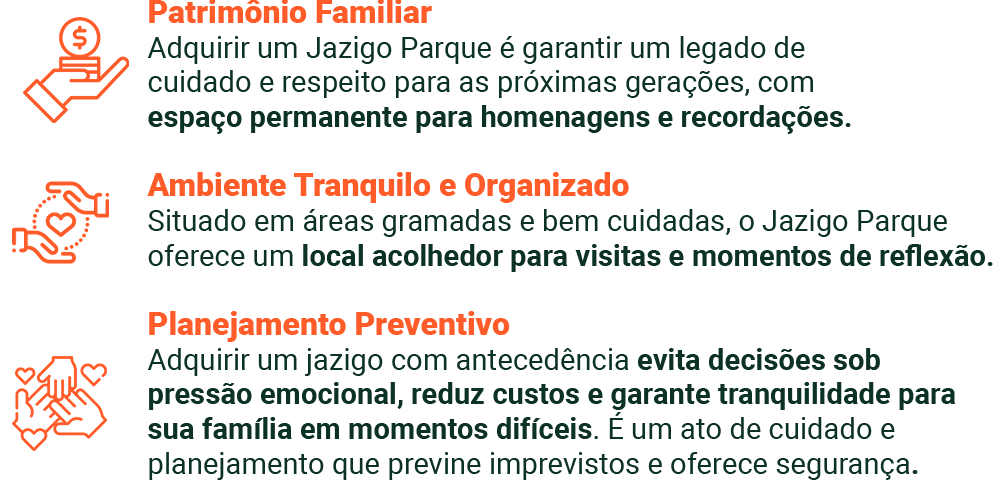 Patrimônio Familiar
Adquirir um Jazigo Parque é garantir um legado de
cuidado e respeito para as próximas gerações, com
espaço permanente para homenagens e recordações.
Ambiente Tranquilo e Organizado
Situado em áreas gramadas e bem cuidadas, o Jazigo Parque
oferece um local acolhedor para visitas e momentos de reflexão.
Planejamento Preventivo
Adquirir um jazigo com antecedência evita decisões sob
pressão emocional, reduz custos e garante tranquilidade para
sua família em momentos difíceis. É um ato de cuidado e
planejamento que previne imprevistos e oferece segurança.